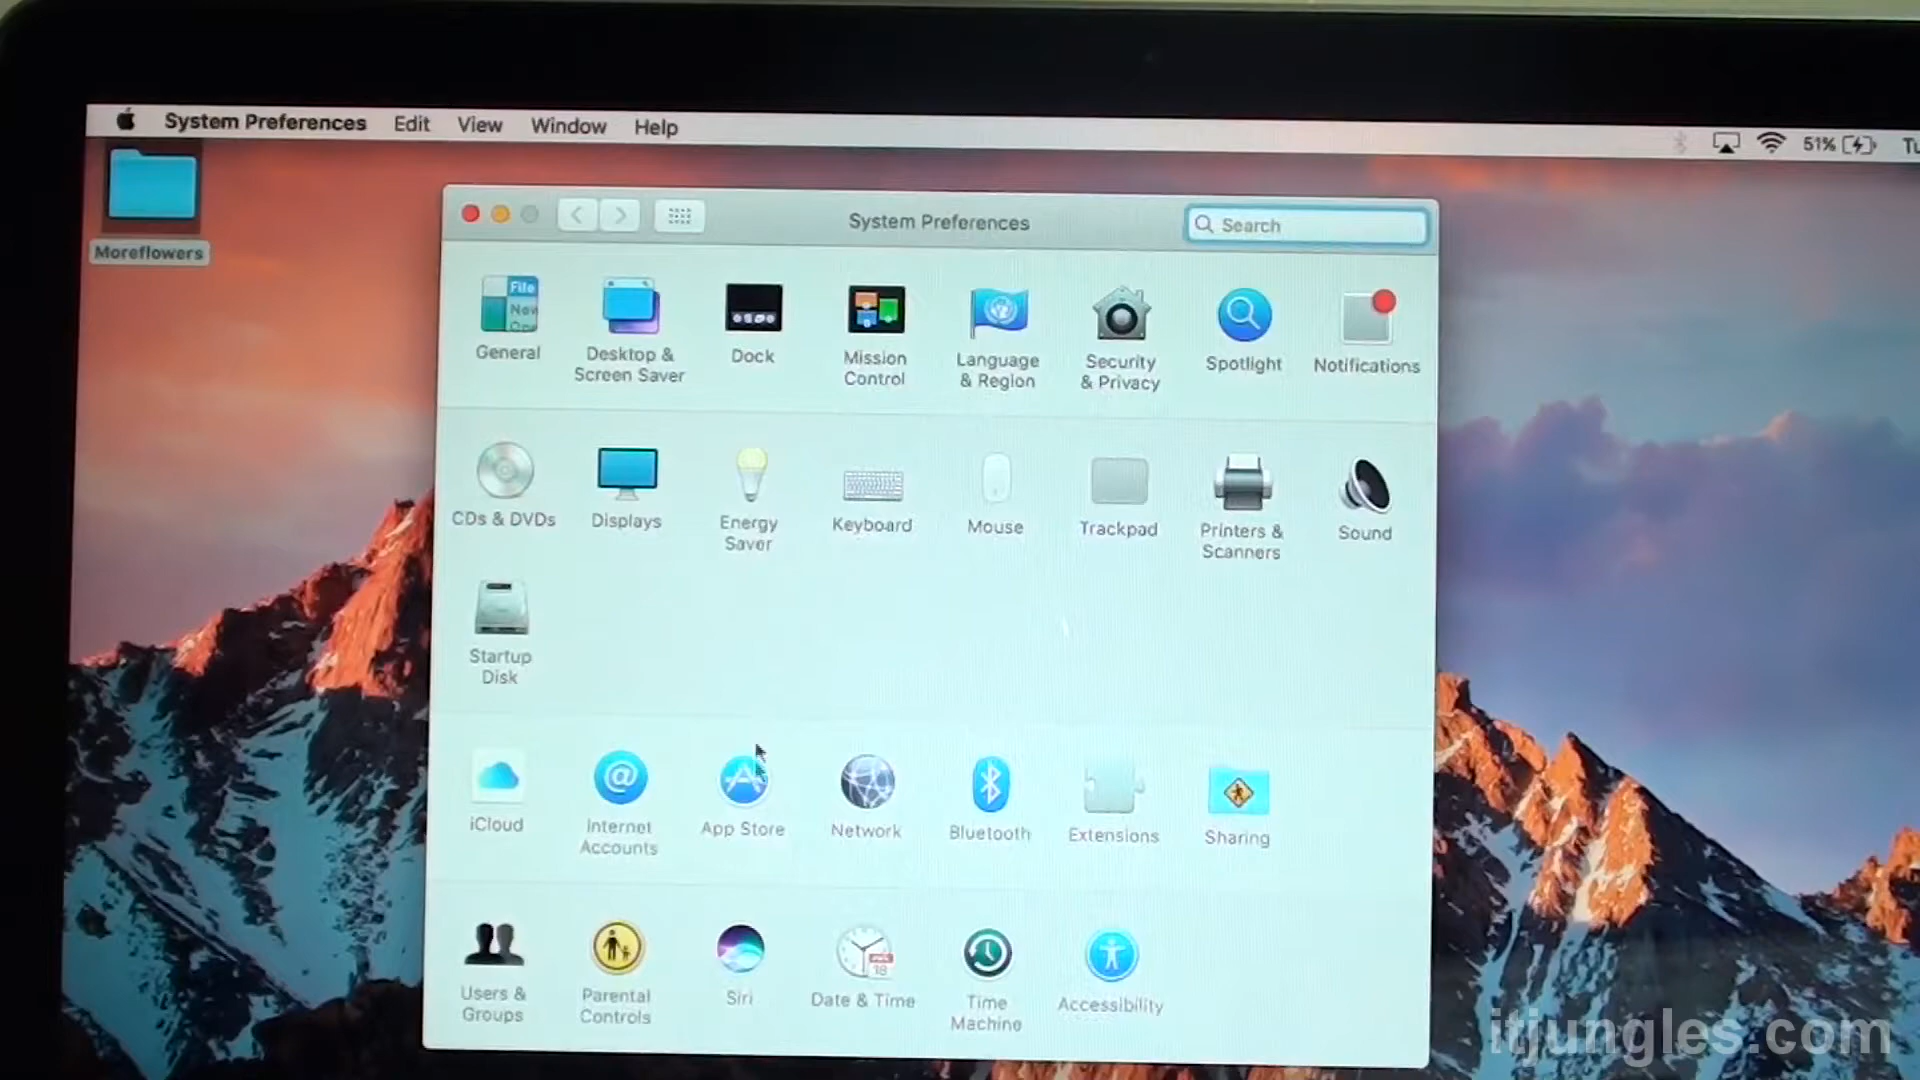 System Preferences Edit View Window Help
51%
Moreflowers
System Preferences
Search
File
New
General
Desktop &
Screen Saver
Dock
Mission
Control
Language
& Region
Security
& Privacy
Spotlight
Notifications
CDs & DVDs
Displays
Energy
Saver
Keyboard
Mouse
Trackpad
Printers &
Scanners
Sound
Startup
Disk
iCloud
@
Internet
Accounts
App Store
Network
Bluetooth
Extensions
Sharing
Users &
Groups
Parental
Controls
Siri
18
Date & Time
Time
Machine
Accessibility
itjungles.com